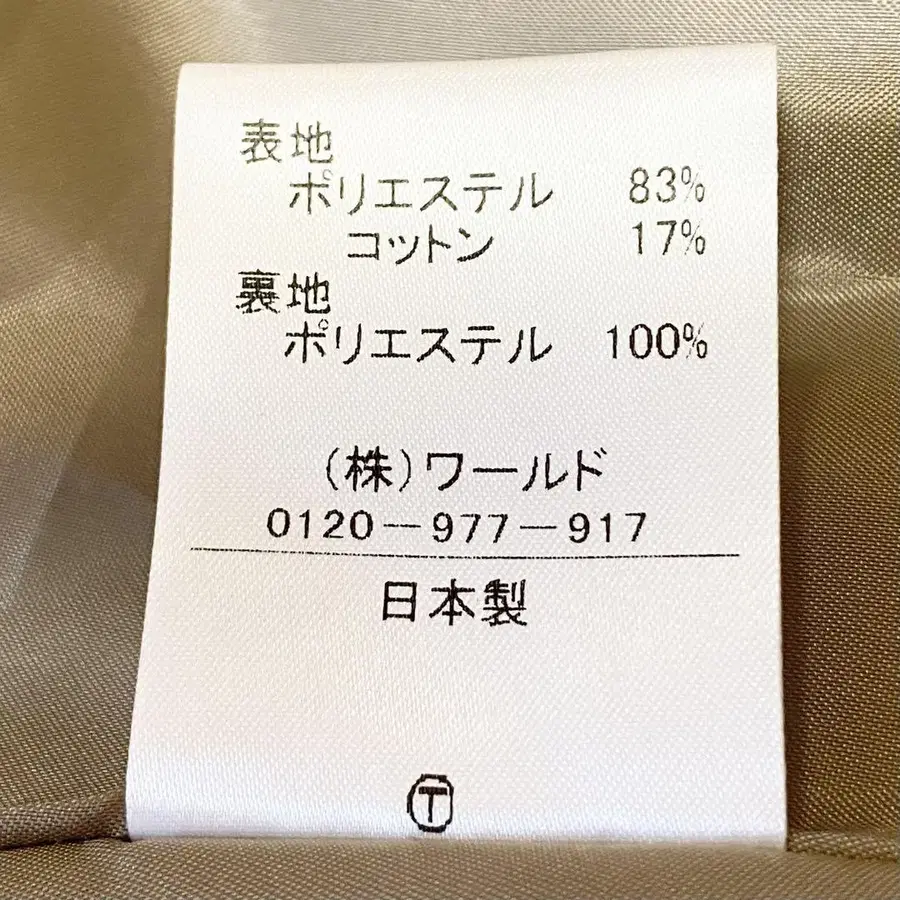 表地
ポリエステル 83%
コットン 17%
裏地
ポリエステル 100%
(株)ワールド
0120-977-917
日本製
T